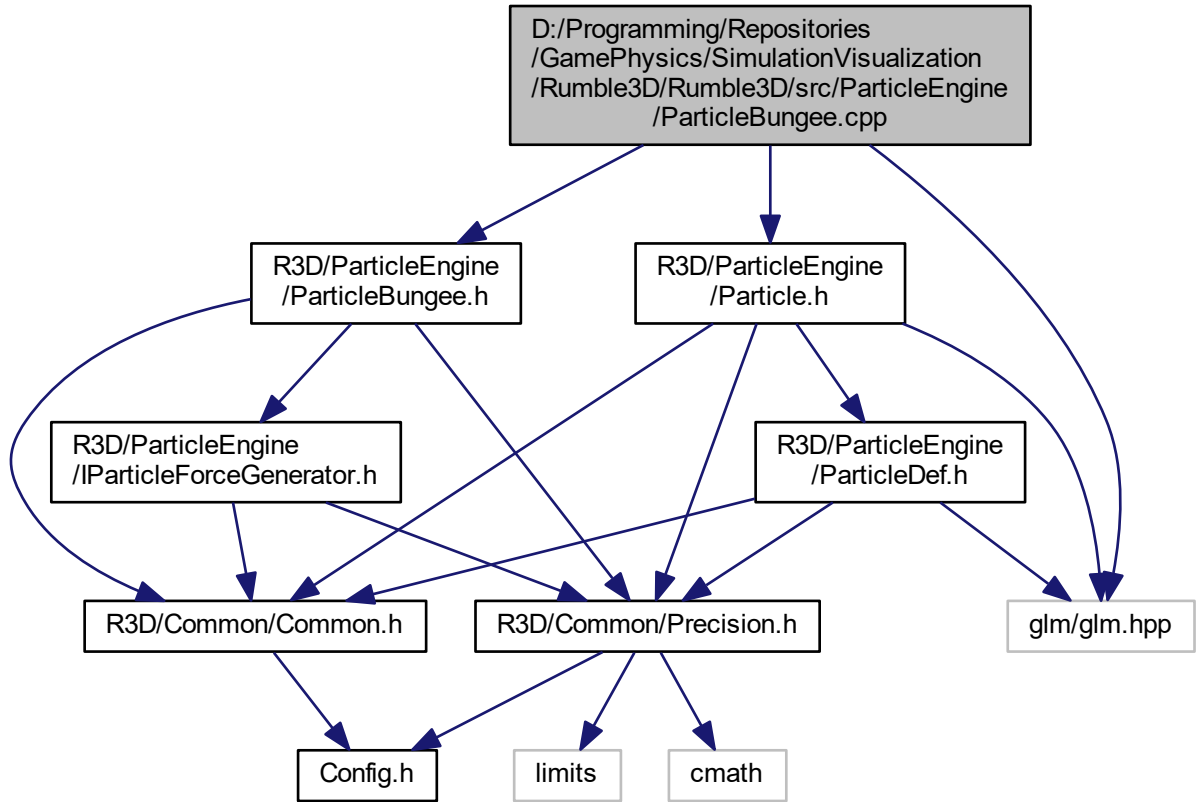 D:/Programming/Repositories
/GamePhysics/SimulationVisualization
/Rumble3D/Rumble3D/src/ParticleEngine
/ParticleBungee.cpp
R3D/ParticleEngine
/ParticleBungee.h
R3D/ParticleEngine
/Particle.h
R3D/ParticleEngine
/IParticleForceGenerator.h
R3D/ParticleEngine
/ParticleDef.h
R3D/Common/Common.h
R3D/Common/Precision.h
glm/glm.hpp
Config.h
limits
cmath